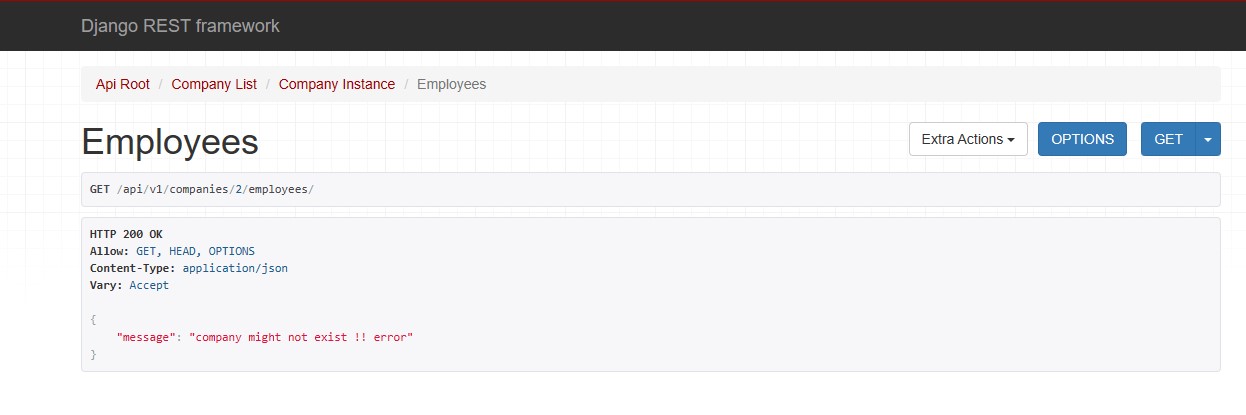 Django REST framework
Api Root / Company List / Company Instance / Employees
Employees
Extra Actions
OPTIONS
GET
GET /api/v1/companies/2/employees/
HTTP 200 OK
Allow: GET, HEAD, OPTIONS
Content-Type: application/json
Vary: Accept
{
    "message": "company might not exist !! error"
}